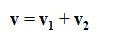 v = v₁ + v₂